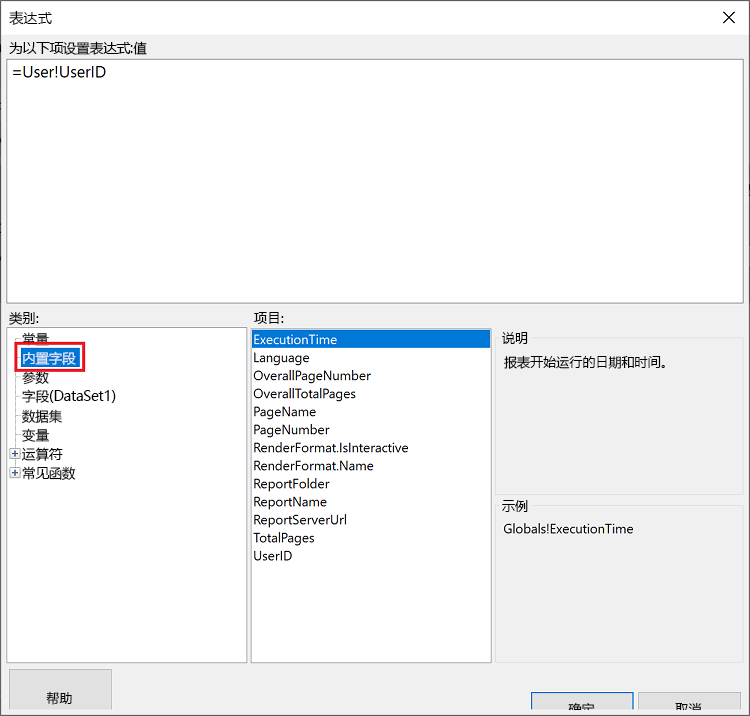 表达式
为以下项设置表达式:值
=User!UserID
类别:
常量
内置字段
参数
字段(DataSet1)
数据集
变量
运算符
常见函数
项目:
ExecutionTime
Language
OverallPageNumber
OverallTotalPages
PageName
PageNumber
RenderFormat.IsInteractive
RenderFormat.Name
ReportFolder
ReportName
ReportServerUrl
TotalPages
UserID
说明
报表开始运行的日期和时间。
示例
Globals!ExecutionTime
帮助
确定
取消